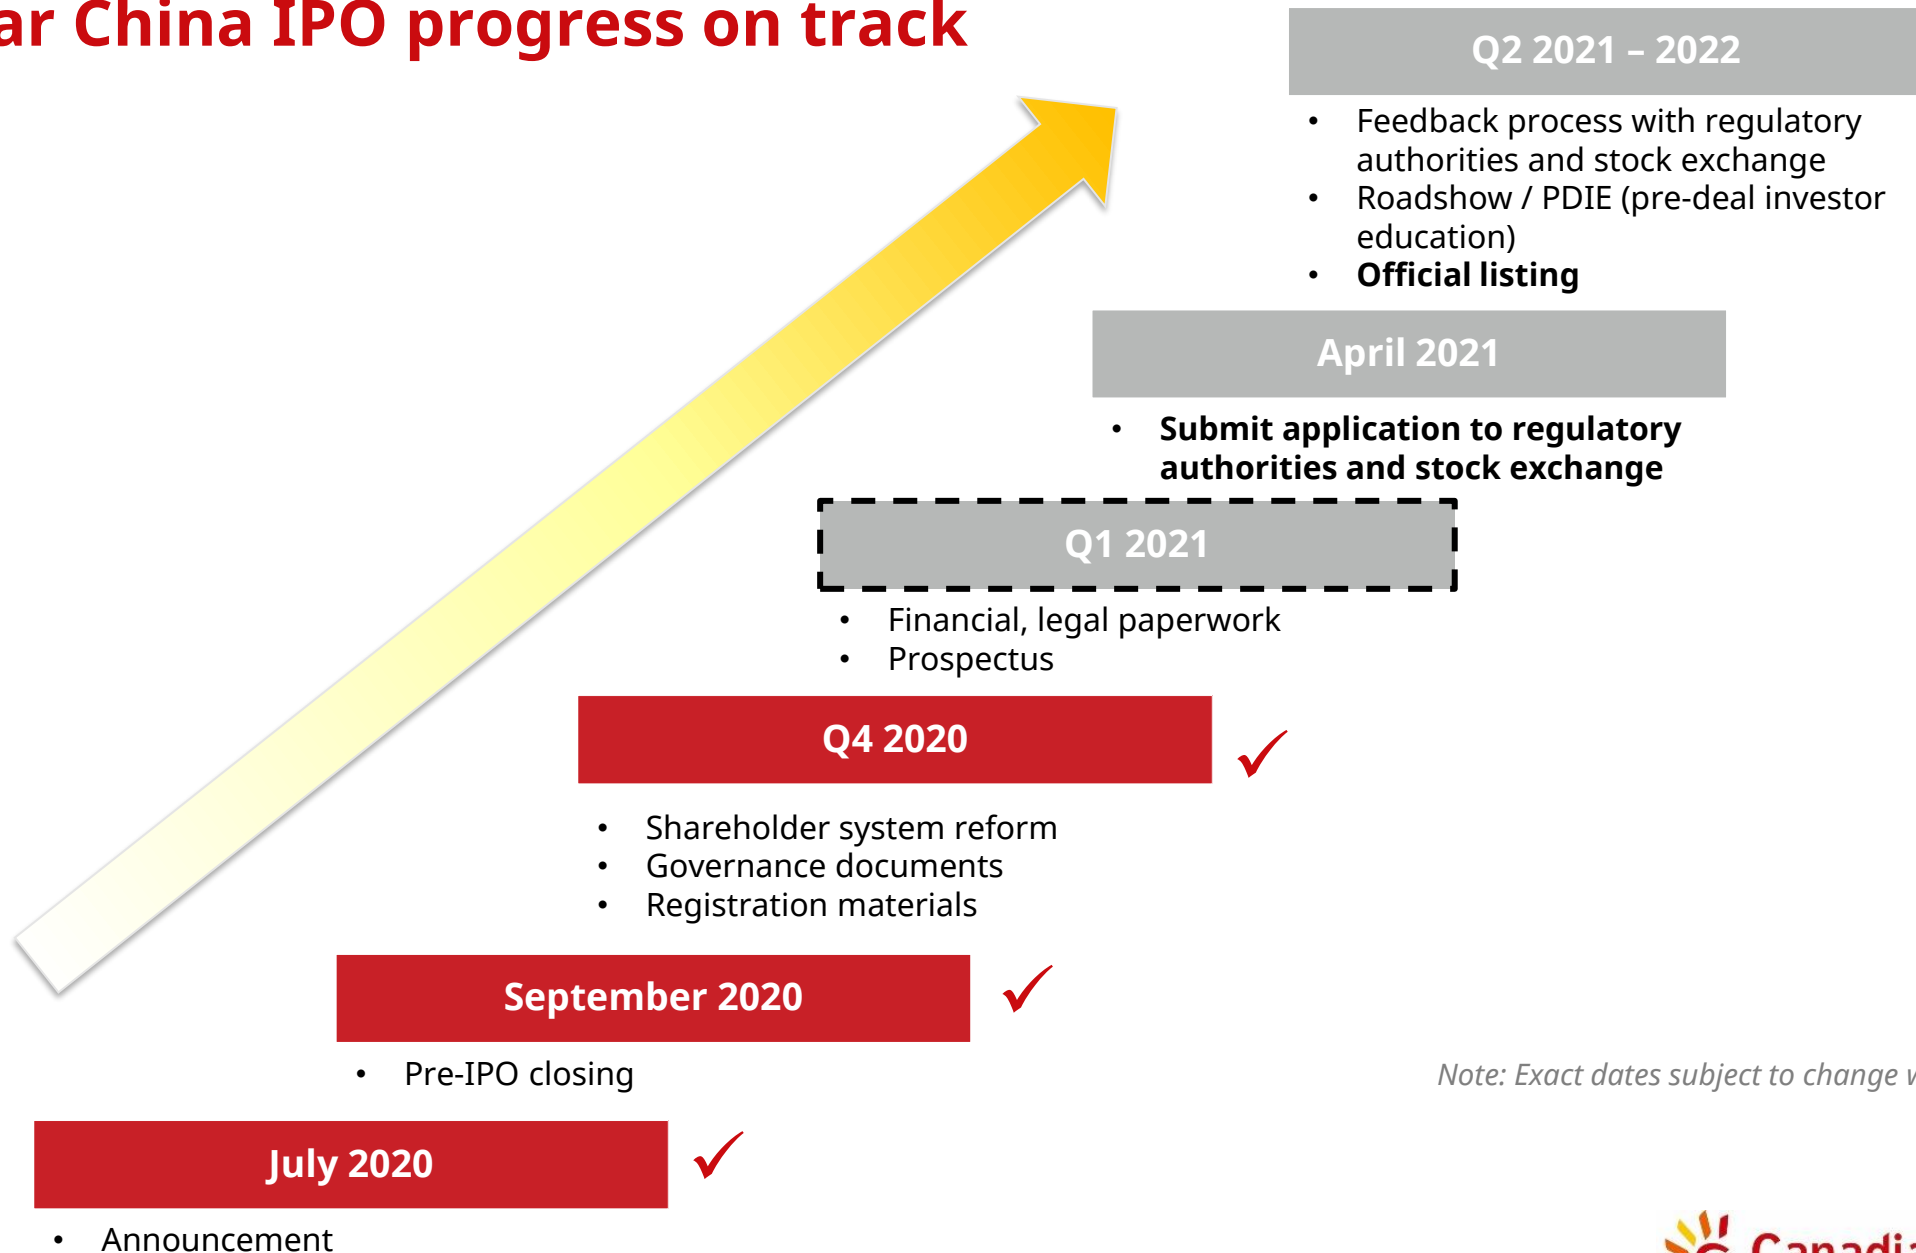 ar China IPO progress on track
Q2 2021 – 2022
• Feedback process with regulatory
authorities and stock exchange
• Roadshow / PDIE (pre-deal investor
education)
• Official listing
April 2021
• Submit application to regulatory
authorities and stock exchange
Q1 2021
• Financial, legal paperwork
• Prospectus
Q4 2020
• Shareholder system reform
• Governance documents
• Registration materials
September 2020
• Pre-IPO closing
Note: Exact dates subject to change
July 2020
• Announcement
Canadia